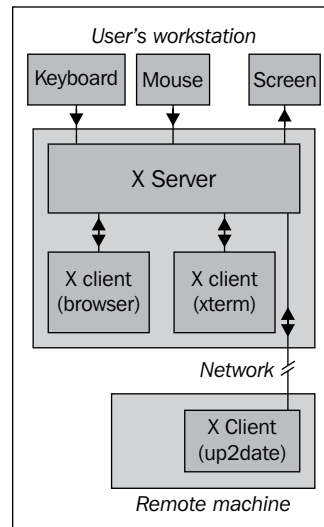 User's workstation
Keyboard
Mouse
Screen
X Server
X client
(browser)
X client
(xterm)
Network
X Client
(up2date)
Remote machine